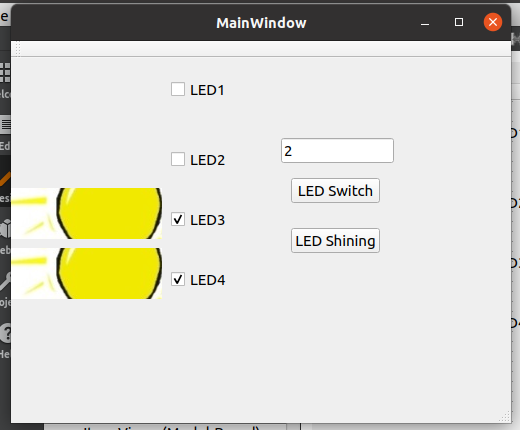 MainWindow
LED1
LED2
2
LED Switch
LED3
LED Shining
LED4